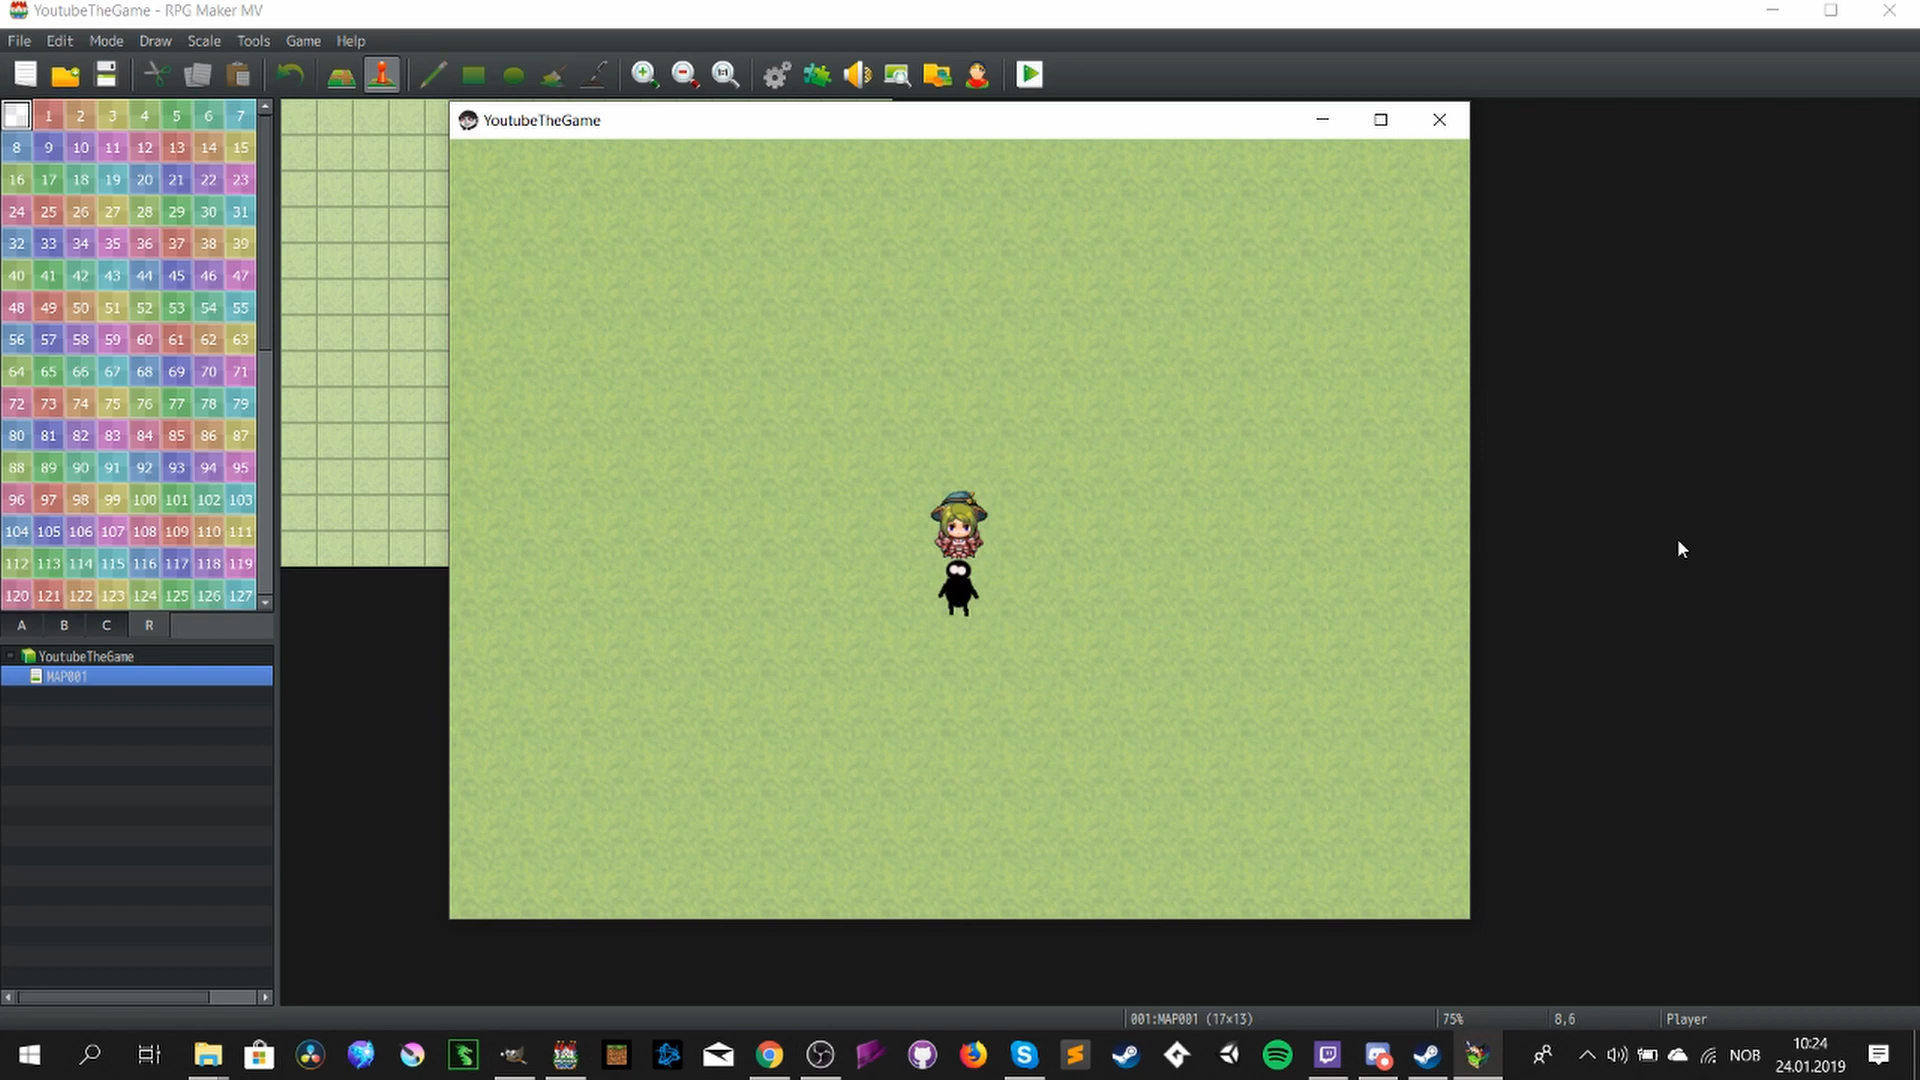 YoutubeTheGame - RPG Maker MV
File Edit Mode Draw Scale Tools Game Help
1 2 3 4 5 6 7
8 9 10 11 12 13 14 15
16 17 18 19 20 21 22 23
24 25 26 27 28 29 30 31
32 33 34 35 36 37 38 39
40 41 42 43 44 45 46 47
48 49 50 51 52 53 54 55
56 57 58 59 60 61 62 63
64 65 66 67 68 69 70 71
72 73 74 75 76 77 78 79
80 81 82 83 84 85 86 87
88 89 90 91 92 93 94 95
96 97 98 99 100 101 102 103
104 105 106 107 108 109 110 111
112 113 114 115 116 117 118 119
120 121 122 123 124 125 126 127
A B C R
YoutubeTheGame
MAP001
YoutubeTheGame
001:MAP001 (17×13) 75% 8,6 Player
NOB
10:24
24.01.2019